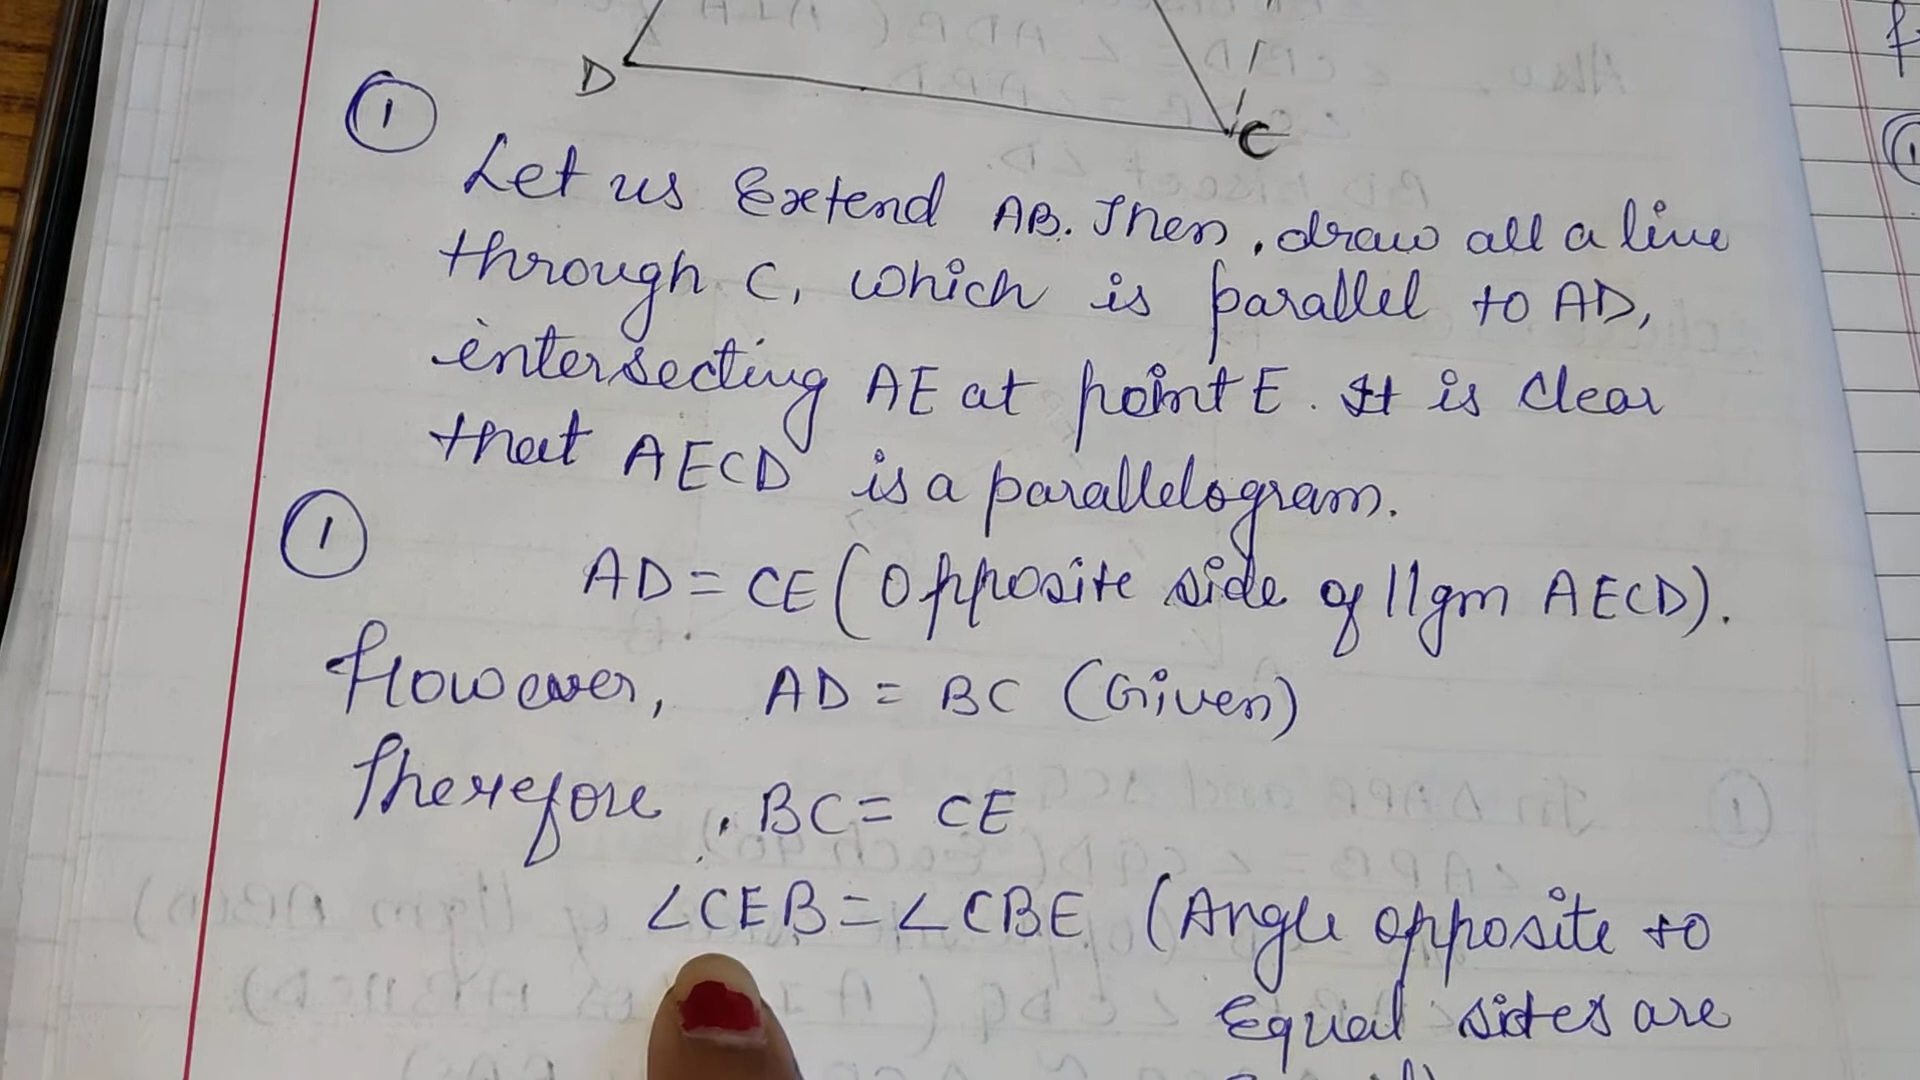 D
C
1
Let us Extend AB. Then, draw all a line
through C, which is parallel to AD,
intersecting AE at point E. It is clear
that AECD is a parallelogram.
1
AD = CE (Opposite side of ||gm AECD).
However, AD = BC (Given)
Therefore, BC = CE
∠CEB = ∠CBE (Angle opposite to
Equal sides are